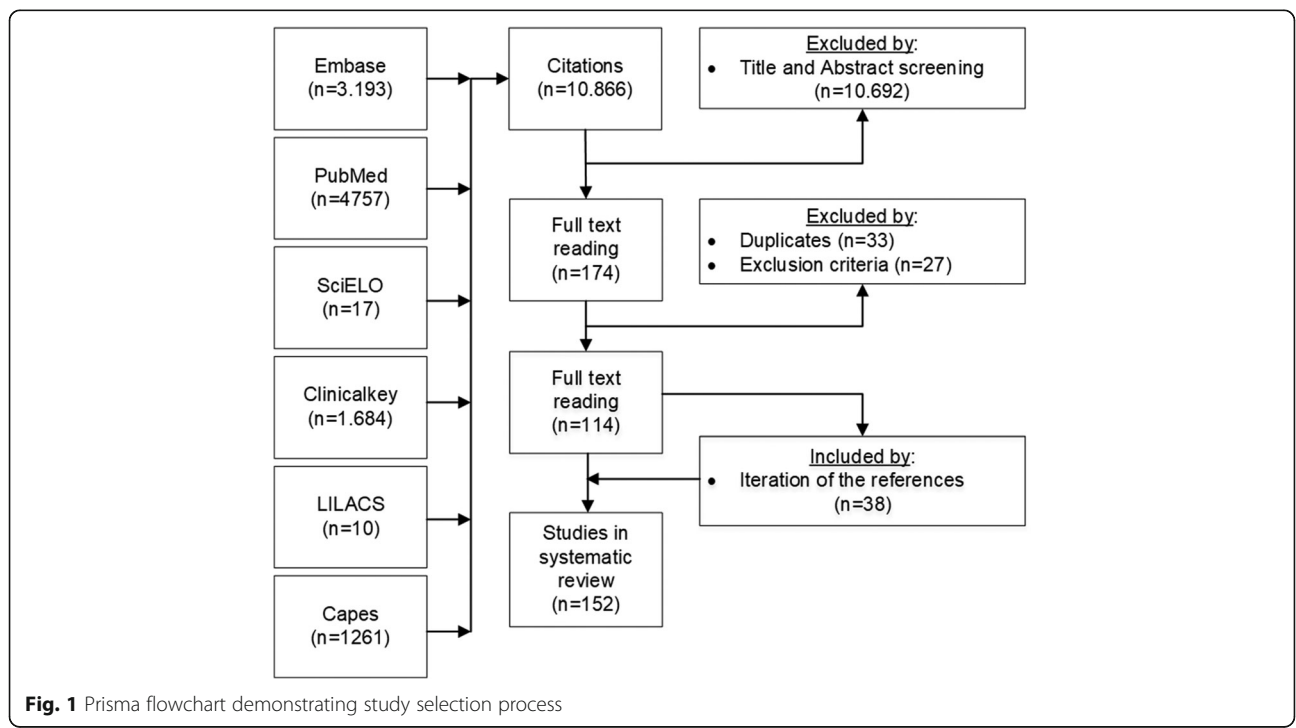 Embase
(n=3.193)
PubMed
(n=4757)
SciELO
(n=17)
Clinicalkey
(n=1.684)
LILACS
(n=10)
Capes
(n=1261)
Citations
(n=10.866)
Excluded by:
• Title and Abstract screening
(n=10.692)
Full text
reading
(n=174)
Excluded by:
• Duplicates (n=33)
• Exclusion criteria (n=27)
Full text
reading
(n=114)
Included by:
• Iteration of the references
(n=38)
Studies in
systematic
review
(n=152)
Fig. 1 Prisma flowchart demonstrating study selection process